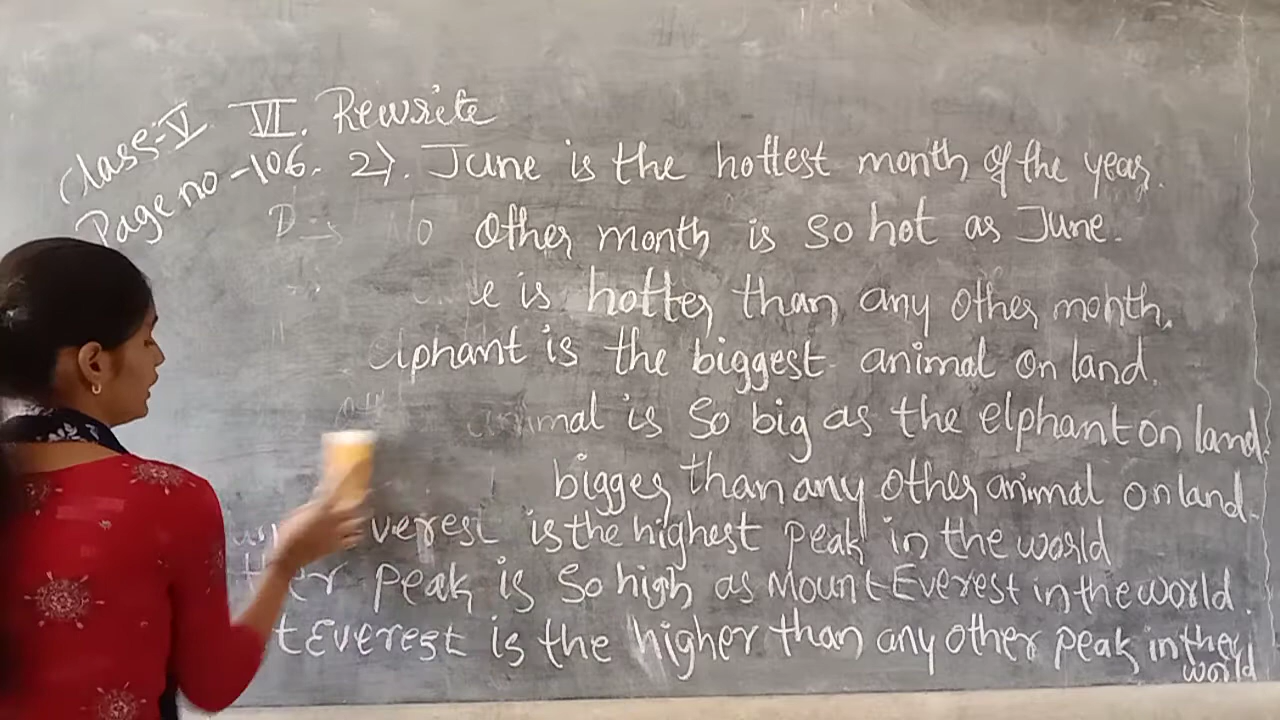 Class:-V VI. Rewrite
Page no-106. 2). June is the hottest month of the year.
No other month is so hot as June.
is hotter than any other month.
elphant is the biggest animal on land.
animal is so big as the elphant on land.
bigger than any other animal on land.
Everest is the highest peak in the world
peak is so high as Mount Everest in the world.
Everest is the higher than any other peak in the world